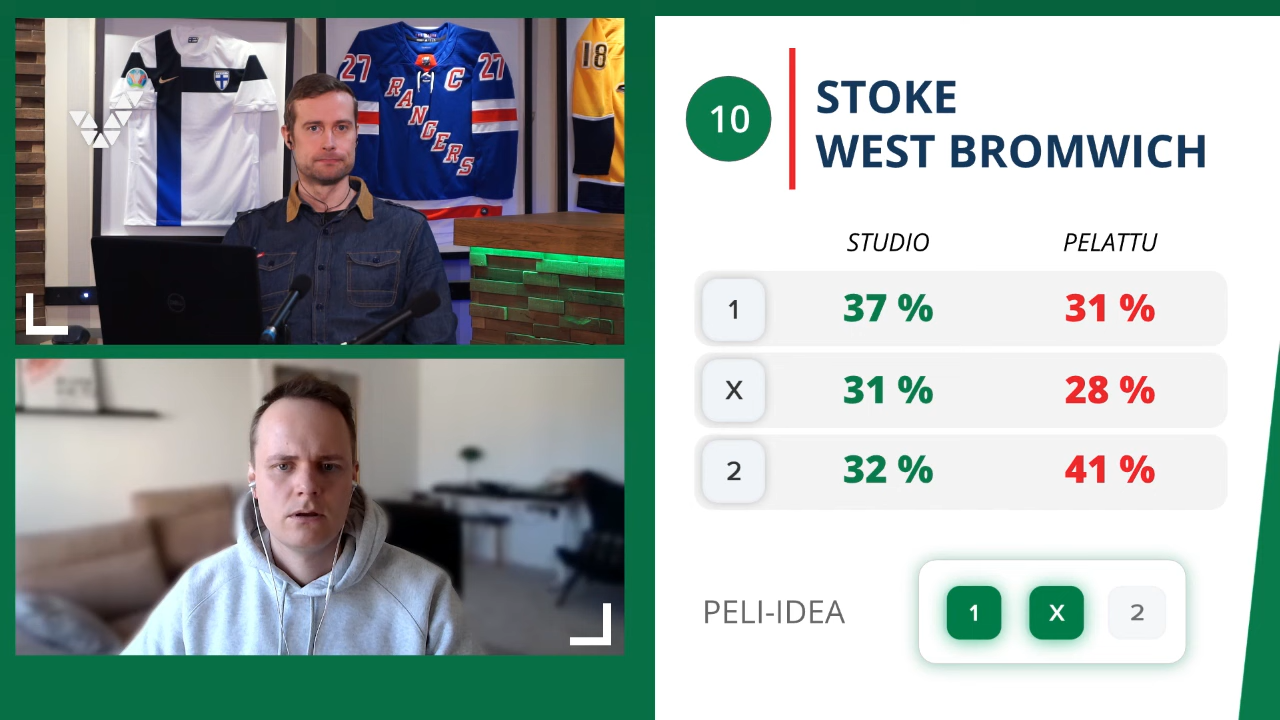 27
C
27
RANGERS
18
10
STOKE
WEST BROMWICH
STUDIO PELATTU
1 37 % 31 %
X 31 % 28 %
2 32 % 41 %
PELI-IDEA 1 X 2